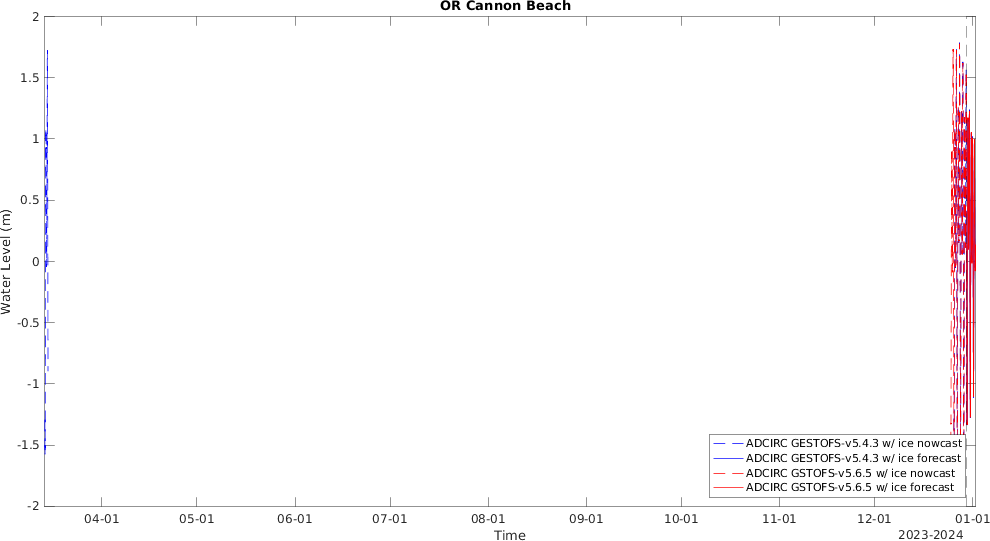 OR Cannon Beach
2
1.5
1
0.5
0
-0.5
-1
-1.5
-2
Water Level (m)
04-01
05-01
06-01
07-01
08-01
09-01
10-01
11-01
12-01
01-01
Time
2023-2024
ADCIRC GESTOFS-v5.4.3 w/ ice nowcast
ADCIRC GESTOFS-v5.4.3 w/ ice forecast
ADCIRC GSTOFS-v5.6.5 w/ ice nowcast
ADCIRC GSTOFS-v5.6.5 w/ ice forecast